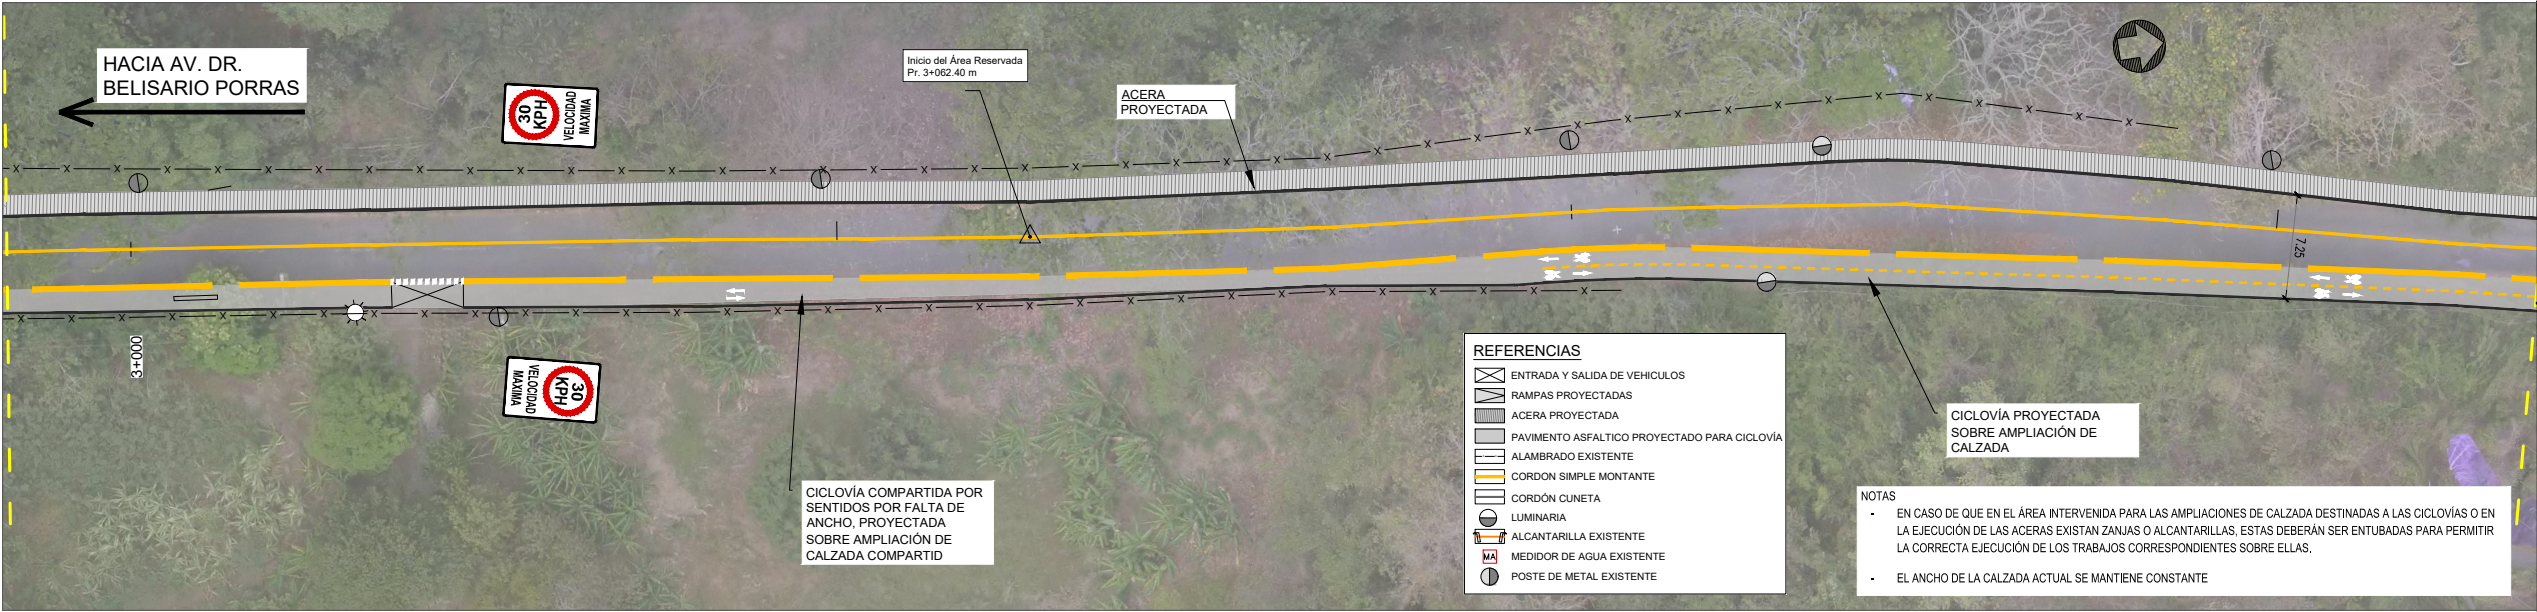 HACIA AV. DR.
BELISARIO PORRAS
30
KPH
VELOCIDAD
MAXIMA
Inicio del Área Reservada
Pr. 3+062.40 m
ACERA
PROYECTADA
7.25
3+000
30
KPH
VELOCIDAD
MAXIMA
CICLOVÍA COMPARTIDA POR
SENTIDOS POR FALTA DE
ANCHO, PROYECTADA
SOBRE AMPLIACIÓN DE
CALZADA COMPARTID
REFERENCIAS
ENTRADA Y SALIDA DE VEHICULOS
RAMPAS PROYECTADAS
ACERA PROYECTADA
PAVIMENTO ASFALTICO PROYECTADO PARA CICLOVÍA
ALAMBRADO EXISTENTE
CORDON SIMPLE MONTANTE
CORDÓN CUNETA
LUMINARIA
ALCANTARILLA EXISTENTE
MA MEDIDOR DE AGUA EXISTENTE
POSTE DE METAL EXISTENTE
CICLOVÍA PROYECTADA
SOBRE AMPLIACIÓN DE
CALZADA
NOTAS
- EN CASO DE QUE EN EL ÁREA INTERVENIDA PARA LAS AMPLIACIONES DE CALZADA DESTINADAS A LAS CICLOVÍAS O EN
LA EJECUCIÓN DE LAS ACERAS EXISTAN ZANJAS O ALCANTARILLAS, ESTAS DEBERÁN SER ENTUBADAS PARA PERMITIR
LA CORRECTA EJECUCIÓN DE LOS TRABAJOS CORRESPONDIENTES SOBRE ELLAS.
- EL ANCHO DE LA CALZADA ACTUAL SE MANTIENE CONSTANTE